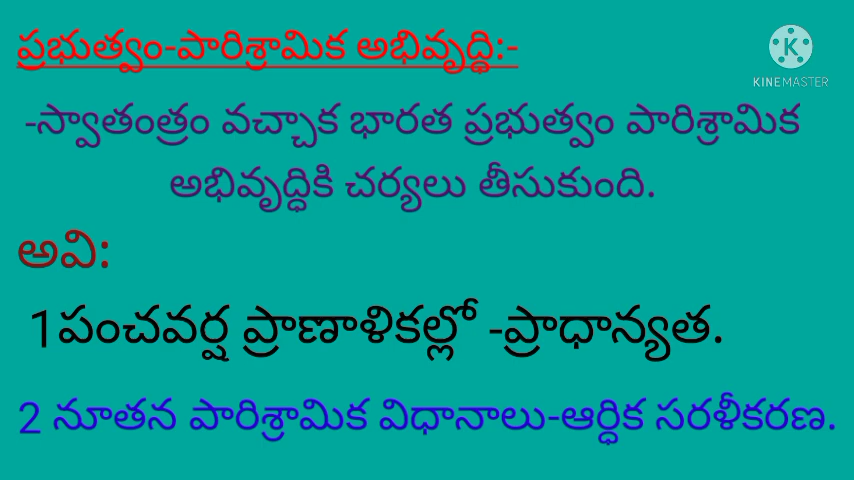 ప్రభుత్వం-పారిశ్రామిక అభివృద్ధి:-
KINEMASTER
-స్వాతంత్రం వచ్చాక భారత ప్రభుత్వం పారిశ్రామిక
అభివృద్ధికి చర్యలు తీసుకుంది.
అవి:
1పంచవర్ష ప్రాణాళికల్లో -ప్రాధాన్యత.
2 నూతన పారిశ్రామిక విధానాలు-ఆర్ధిక సరళీకరణ.